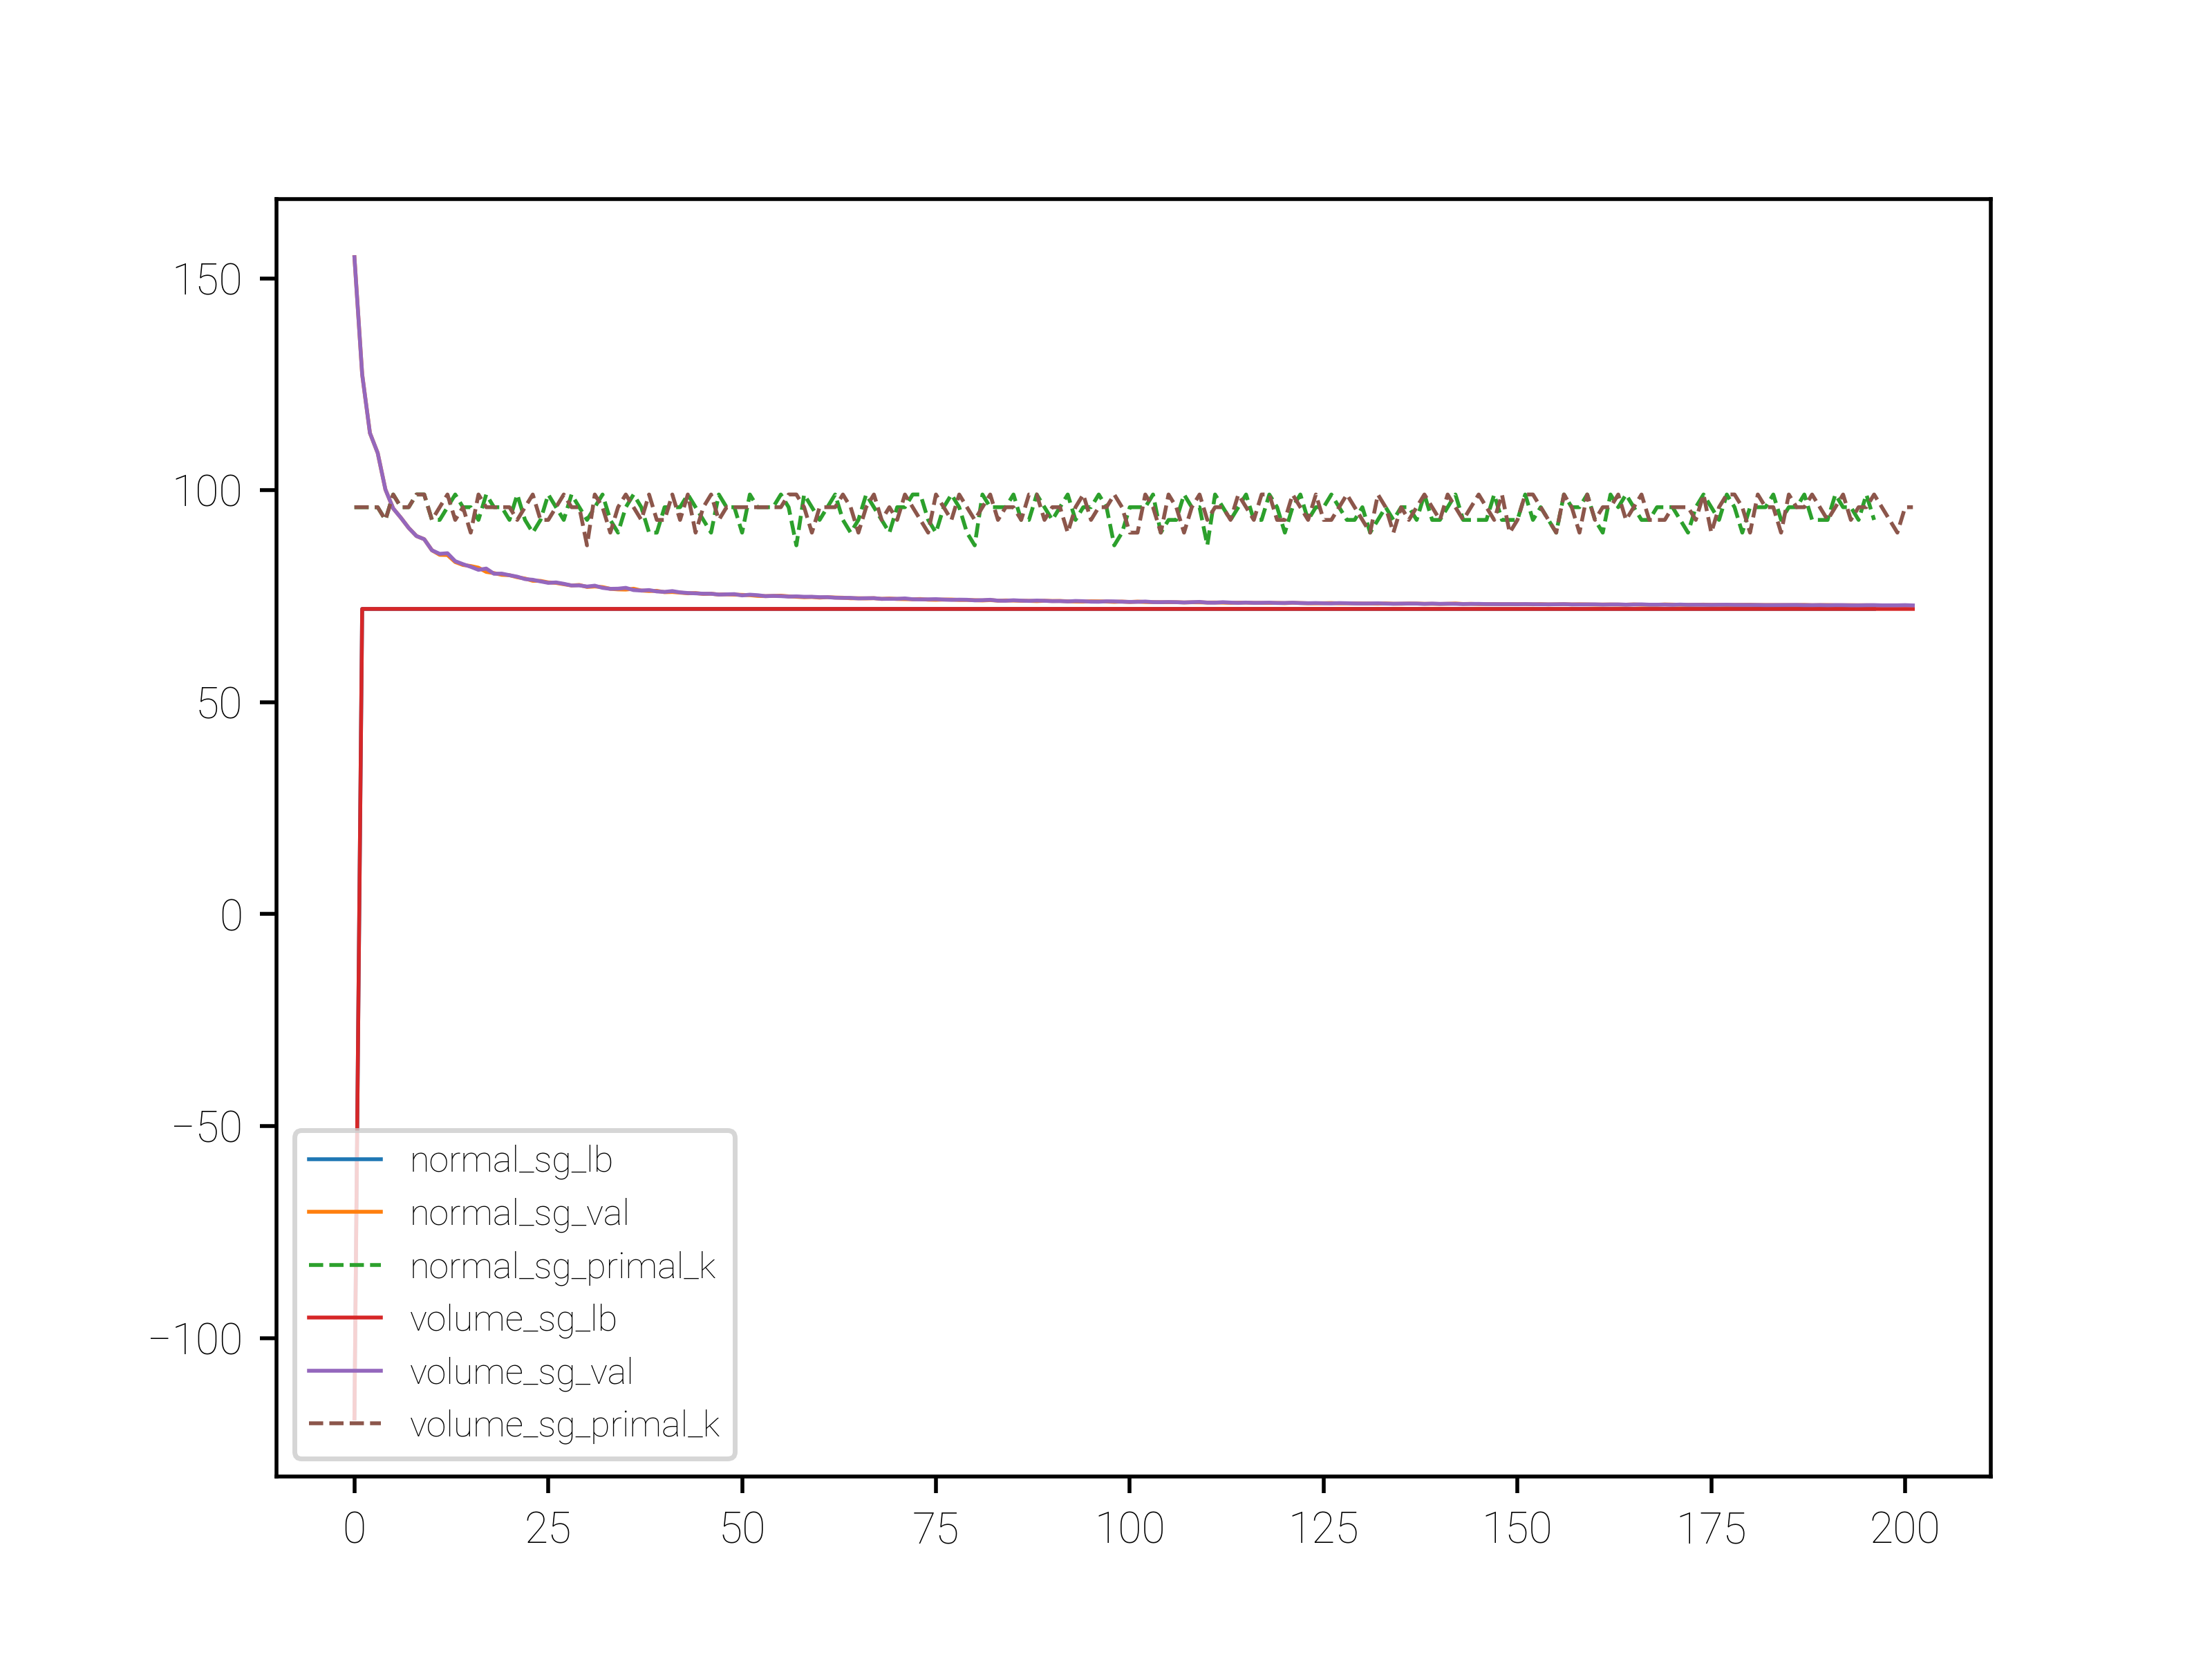 150
100
50
0
−50
−100
normal_sg_lb
normal_sg_val
normal_sg_primal_k
volume_sg_lb
volume_sg_val
volume_sg_primal_k
0 25 50 75 100 125 150 175 200